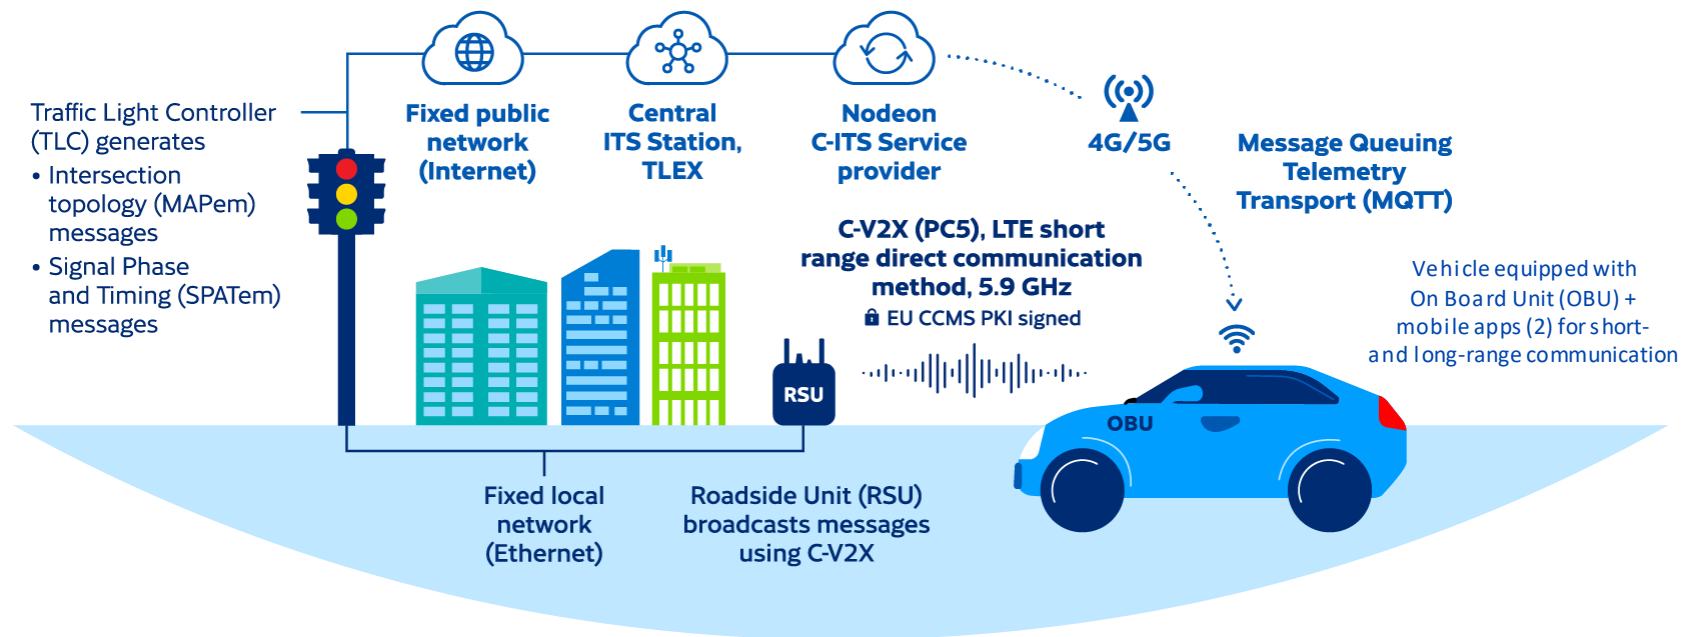 Traffic Light Controller
(TLC) generates
• Intersection
topology (MAPem)
messages
• Signal Phase
and Timing (SPATem)
messages
Fixed public
network
(Internet)
Central
ITS Station,
TLEX
Nodeon
C-ITS Service
provider
4G/5G
Message Queuing
Telemetry
Transport (MQTT)
C-V2X (PC5), LTE short
range direct communication
method, 5.9 GHz
EU CCMS PKI signed
Vehicle equipped with
On Board Unit (OBU) +
mobile apps (2) for short-
and long-range communication
RSU
OBU
Fixed local
network
(Ethernet)
Roadside Unit (RSU)
broadcasts messages
using C-V2X